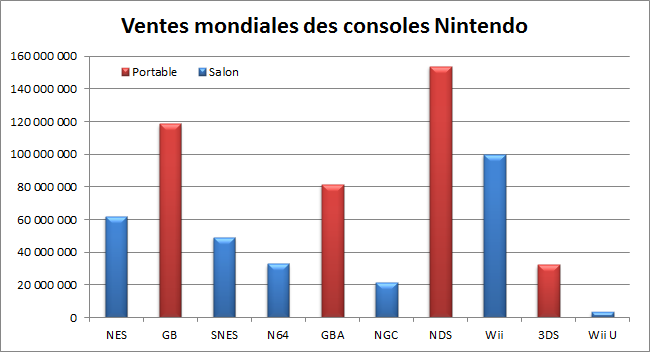 Ventes mondiales des consoles Nintendo
Portable Salon
160 000 000
140 000 000
120 000 000
100 000 000
80 000 000
60 000 000
40 000 000
20 000 000
0
NES GB SNES N64 GBA NGC NDS Wii 3DS Wii U